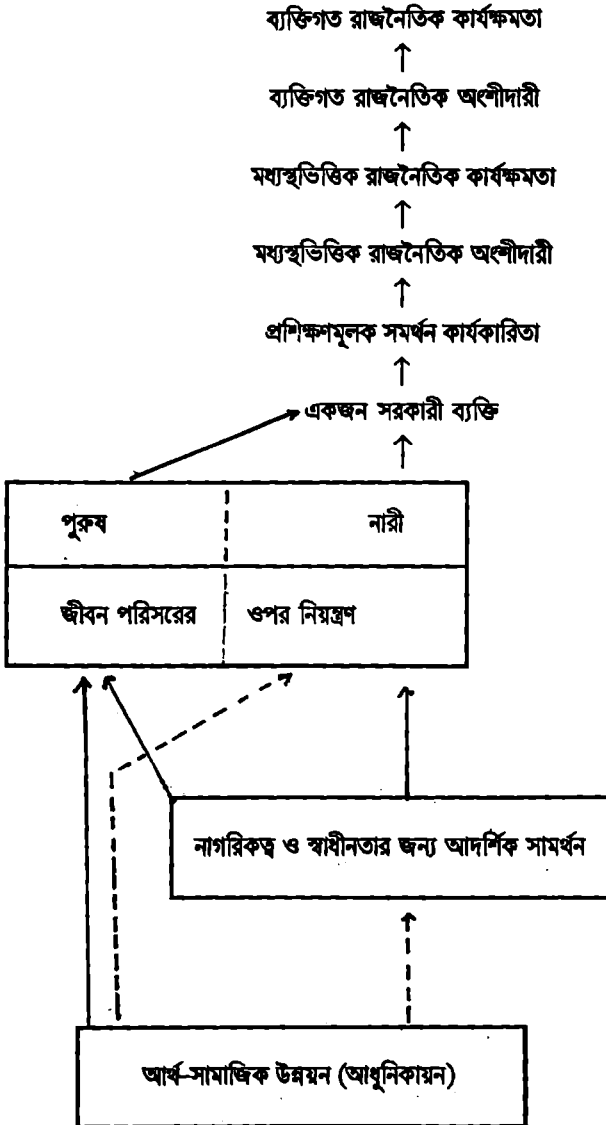 ব্যক্তিগত রাজনৈতিক কার্যক্ষমতা
ব্যক্তিগত রাজনৈতিক অংশীদারী
মধ্যস্থভিত্তিক রাজনৈতিক কার্যক্ষমতা
মধ্যস্থভিত্তিক রাজনৈতিক অংশীদারী
প্রশিক্ষণমূলক সমর্থন কার্যকারিতা
একজন সরকারী ব্যক্তি
পুরুষ নারী
জীবন পরিসরের ওপর নিয়ন্ত্রণ
নাগরিকত্ব ও স্বাধীনতার জন্য আদর্শিক সামর্থন
আর্থ-সামাজিক উন্নয়ন (আধুনিকায়ন)